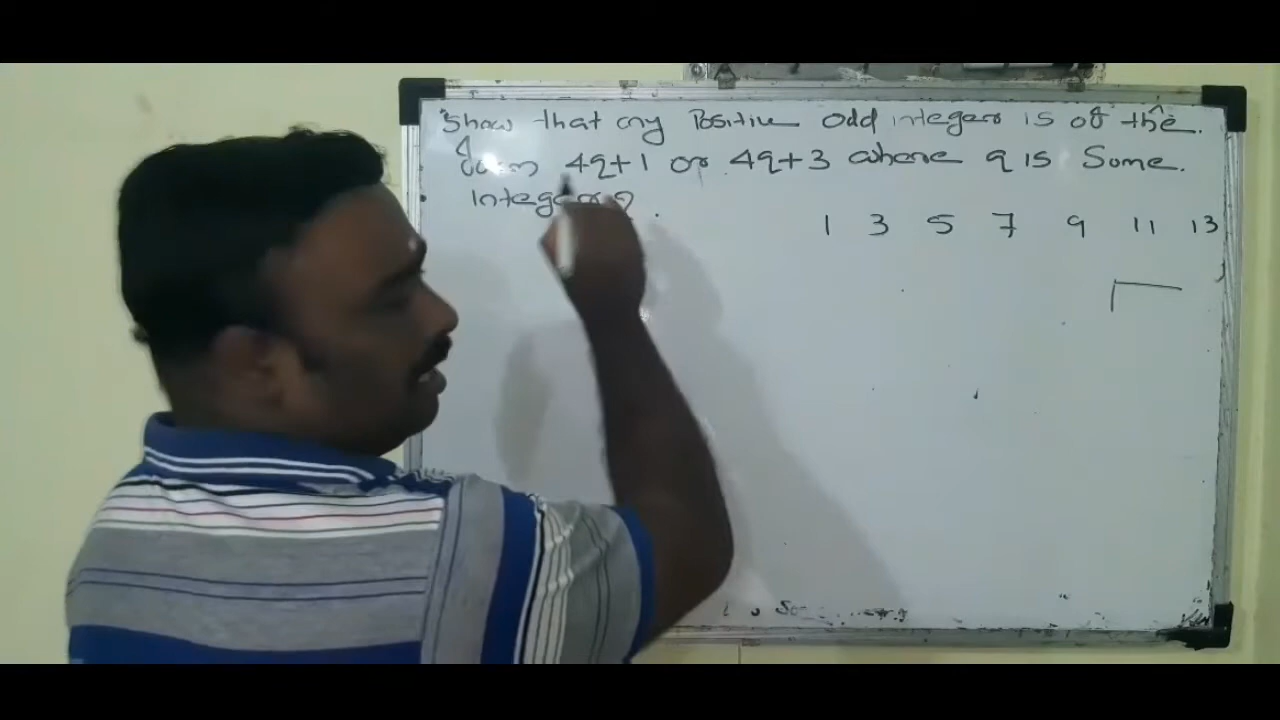 Show that any Positive odd integers is of the.
form 4q+1 or 4q+3 where q is Some.
Integers?
1 3 5 7 9 11 13